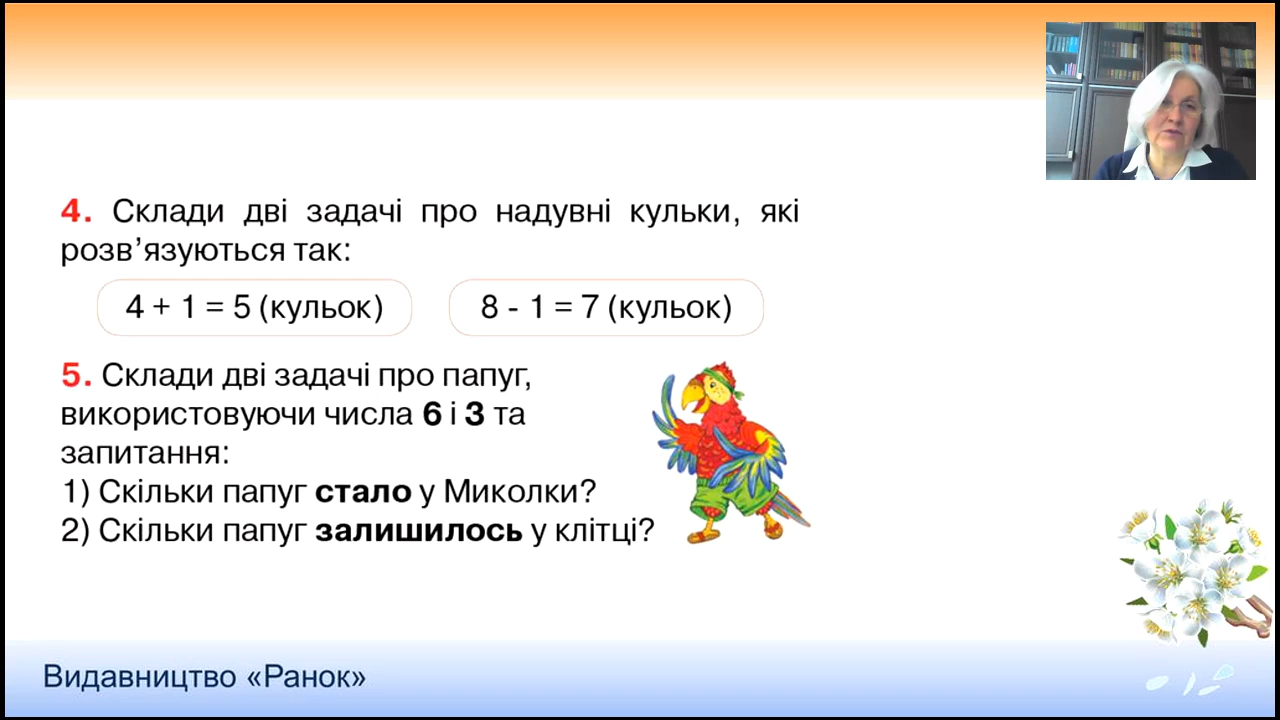 4. Склади дві задачі про надувні кульки, які
розв’язуються так:
4 + 1 = 5 (кульок)
8 - 1 = 7 (кульок)
5. Склади дві задачі про папуг,
використовуючи числа 6 і 3 та
запитання:
1) Скільки папуг стало у Миколки?
2) Скільки папуг залишилось у клітці?
Видавництво «Ранок»